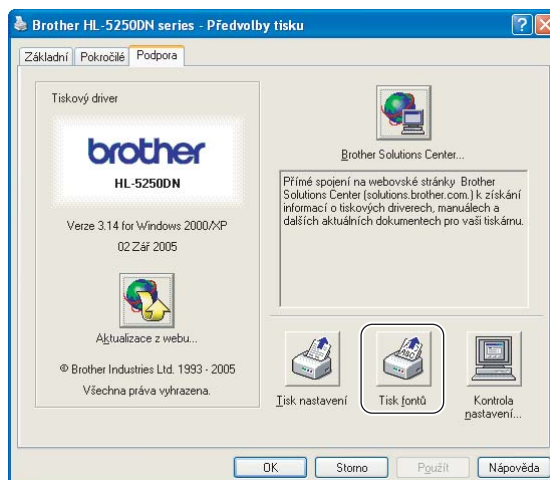 Brother HL-5250DN series - Předvolby tisku
Základní Pokročilé Podpora
Tiskový driver
brother
HL-5250DN
Verze 3.14 for Windows 2000/XP
02 Zář 2005
Aktualizace z webu...
© Brother Industries Ltd. 1993 - 2005
Všechna práva vyhrazena.
Brother Solutions Center...
Přímé spojení na webovské stránky Brother
Solutions Center (solutions.brother.com.) k získání
informací o tiskových driverech, manuálech a
dalších aktuálních dokumentech pro vaši tiskárnu.
Tisk nastavení
ABC
Tisk fontů
Kontrola
nastavení...
OK Storno Použít Nápověda